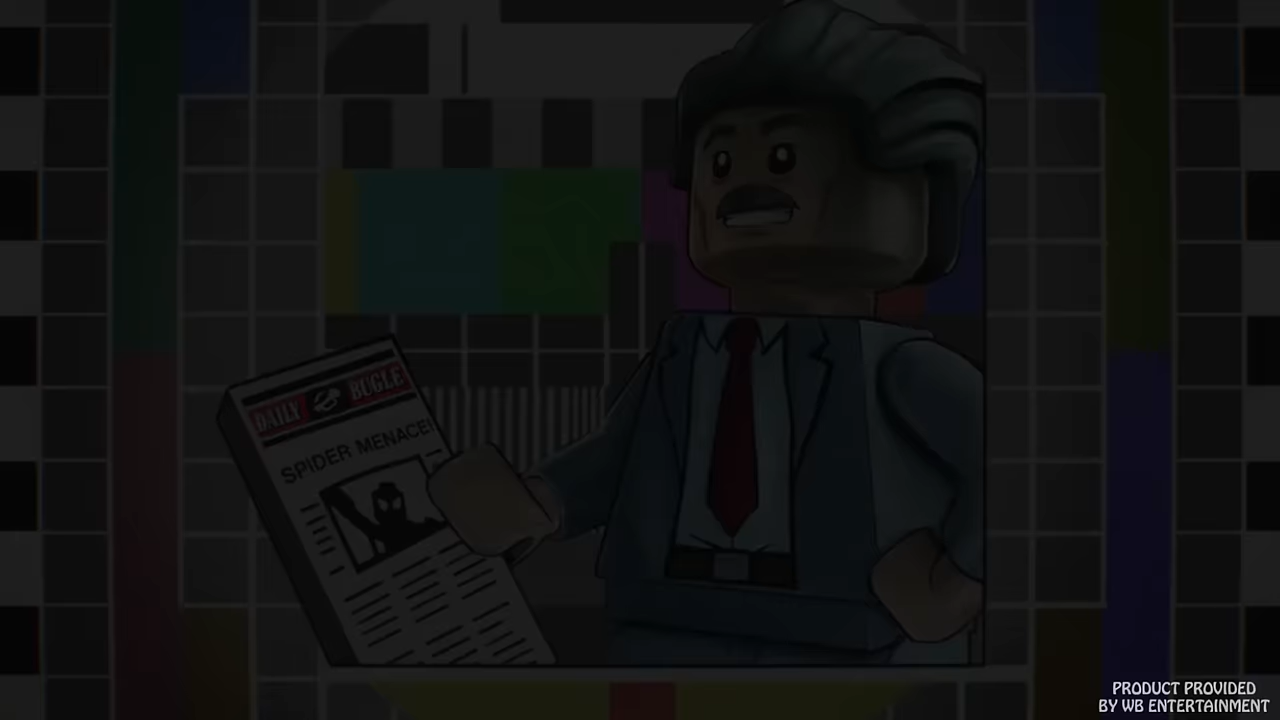 DAILY BUGLE
SPIDER MENACE!
PRODUCT PROVIDED
BY WB ENTERTAINMENT